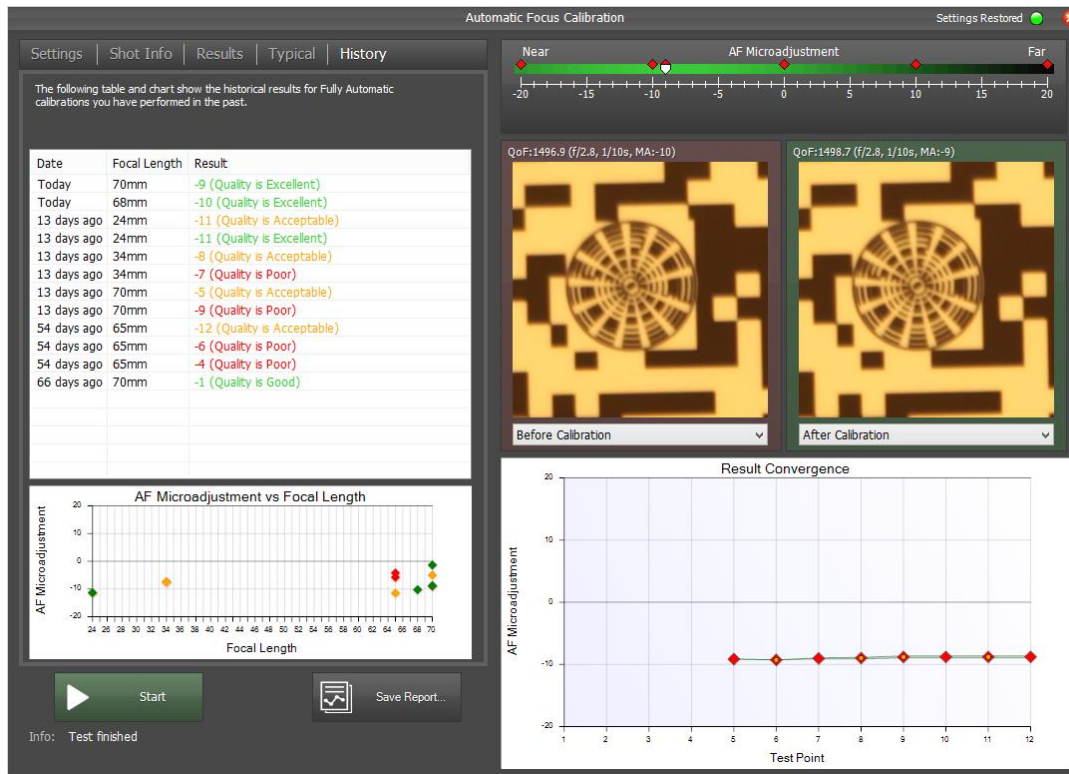 Automatic Focus Calibration
Settings Restored
Settings | Shot Info | Results | Typical | History
The following table and chart show the historical results for Fully Automatic
calibrations you have performed in the past.
Date Focal Length Result
Today 70mm -9 (Quality is Excellent)
Today 68mm -10 (Quality is Excellent)
13 days ago 24mm -11 (Quality is Acceptable)
13 days ago 24mm -11 (Quality is Excellent)
13 days ago 34mm -8 (Quality is Acceptable)
13 days ago 34mm -7 (Quality is Poor)
13 days ago 70mm -5 (Quality is Acceptable)
13 days ago 70mm -9 (Quality is Poor)
54 days ago 65mm -12 (Quality is Acceptable)
54 days ago 65mm -6 (Quality is Poor)
54 days ago 65mm -4 (Quality is Poor)
66 days ago 70mm -1 (Quality is Good)
AF Microadjustment vs Focal Length
AF Microadjustment
20
10
0
-10
-20
24 26 28 30 32 34 36 38 40 42 44 46 48 50 52 54 56 58 60 62 64 66 68 70
Focal Length
Start
Save Report...
Info: Test finished
Near AF Microadjustment Far
-20 -15 -10 -5 0 5 10 15 20
QoF:1496.9 (f/2.8, 1/10s, MA:-10)
QoF:1498.7 (f/2.8, 1/10s, MA:-9)
Before Calibration
After Calibration
Result Convergence
AF Microadjustment
20
10
0
-10
-20
1 2 3 4 5 6 7 8 9 10 11 12
Test Point